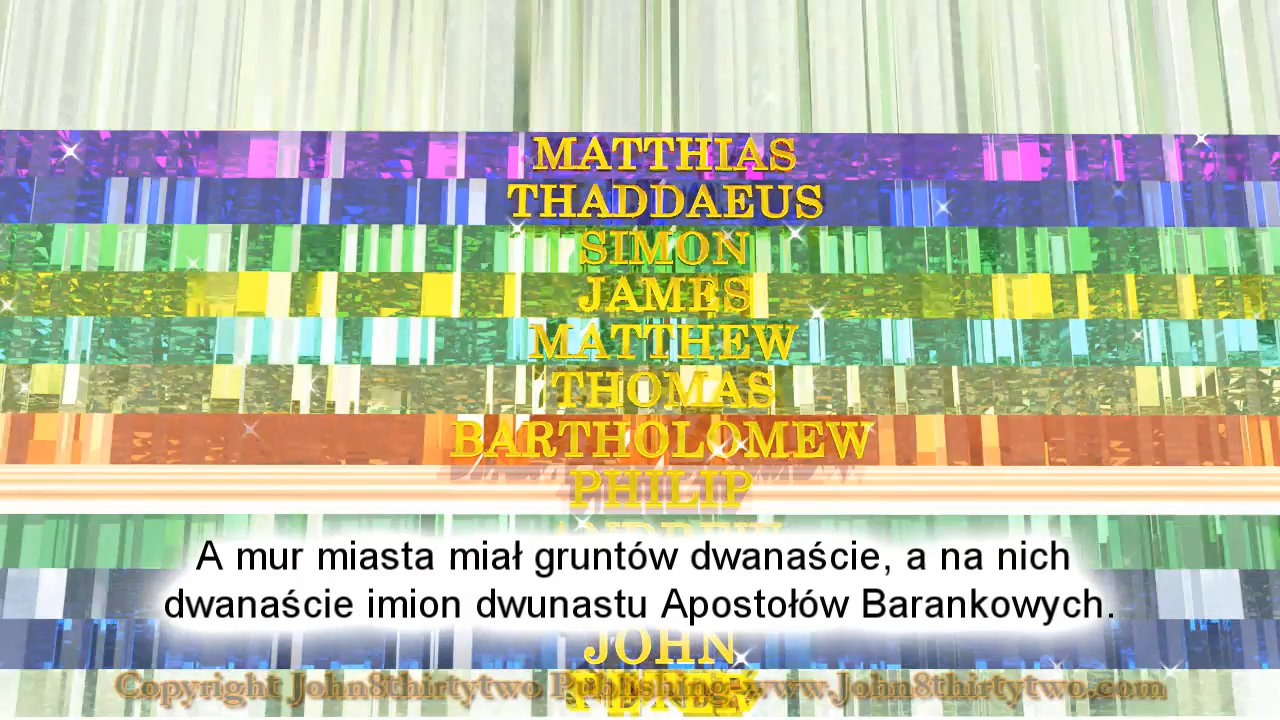 MATTHIAS
THADDAEUS
SIMON
JAMES
MATTHEW
THOMAS
BARTHOLOMEW
PHILIP
ANDREW
A mur miasta miał gruntów dwanaście, a na nich
dwanaście imion dwunastu Apostołów Barankowych.
JOHN
Copyright John8thirtytwo Publishing-www.John8thirtytwo.com